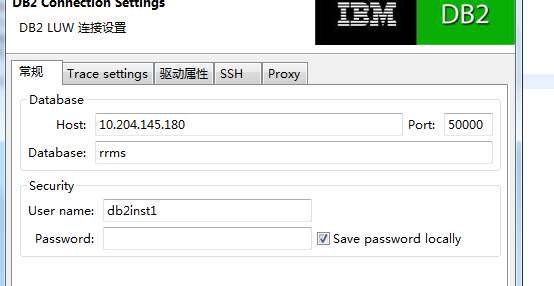 DB2 Connection Settings
DB2 LUW 连接设置
IBM DB2
常规 Trace settings 驱动属性 SSH Proxy
Database
Host: 10.204.145.180 Port: 50000
Database: rrms
Security
User name: db2inst1
Password: Save password locally